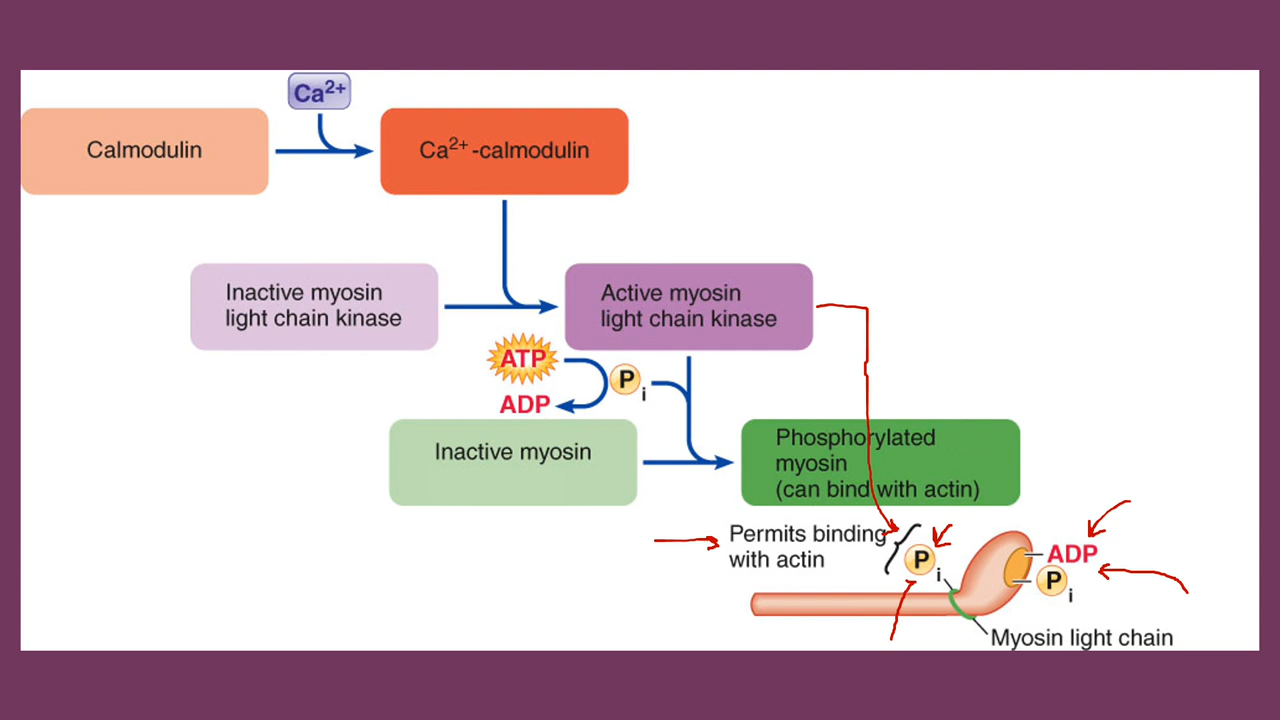 Ca²⁺
Calmodulin
Ca²⁺-calmodulin
Inactive myosin
light chain kinase
Active myosin
light chain kinase
ATP
Pi
ADP
Inactive myosin
Phosphorylated
myosin
(can bind with actin)
Permits binding
with actin
Pi
ADP
Pi
Myosin light chain